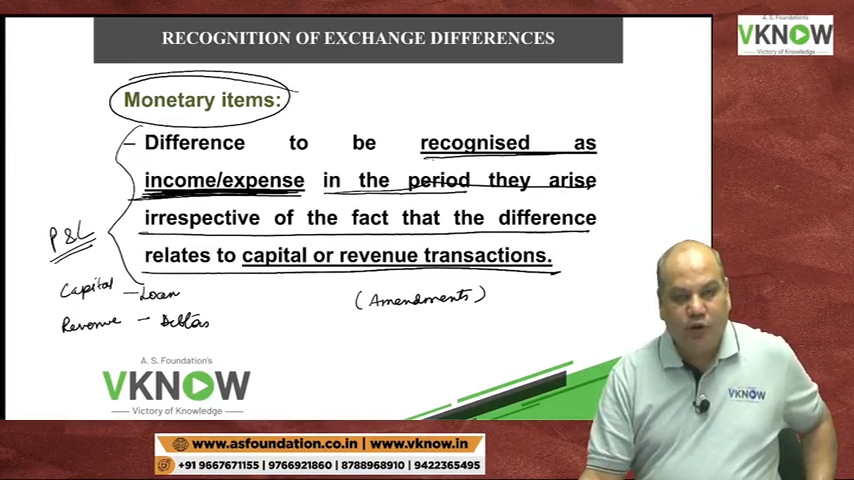 RECOGNITION OF EXCHANGE DIFFERENCES
A. S. Foundation's
VKNOW
Victory of Knowledge
Monetary items:
– Difference to be recognised as
income/expense in the period they arise
irrespective of the fact that the difference
relates to capital or revenue transactions.
P&L
Capital – Loan
Revenue – Debtors
(Amendments)
A. S. Foundation's
VKNOW
Victory of Knowledge
VKNOW
www.asfoundation.co.in | www.vknow.in
+91 9667671155 | 9766921860 | 8788968910 | 9422365495